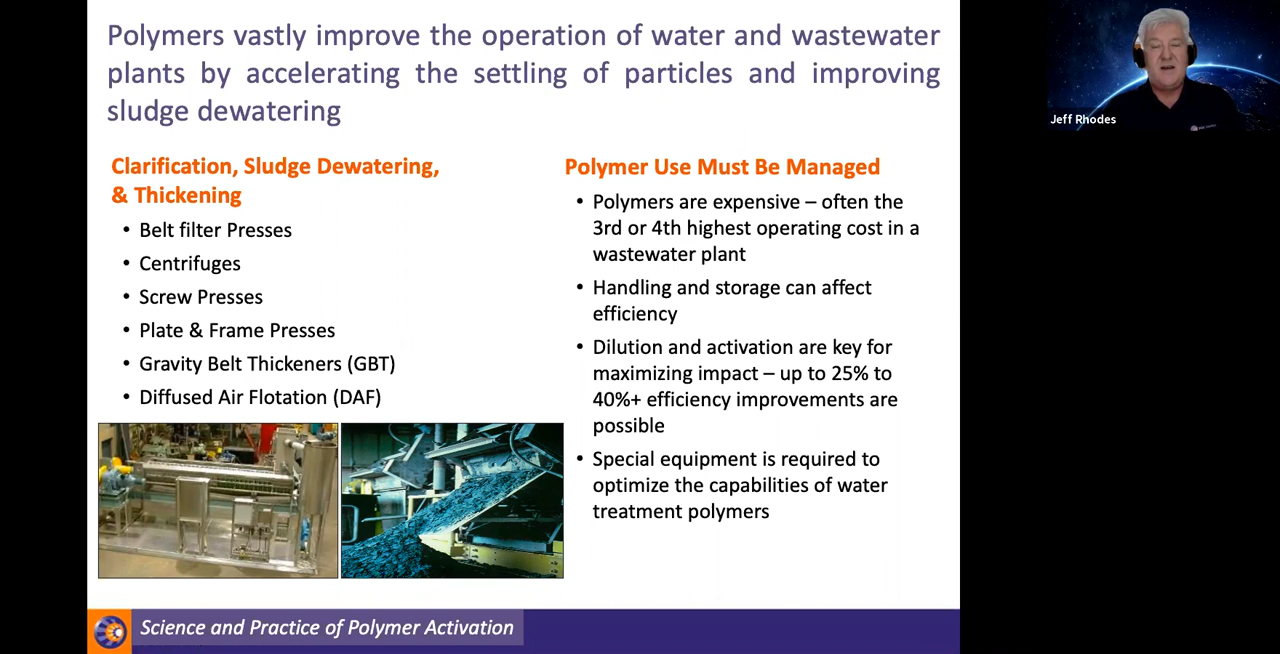 Polymers vastly improve the operation of water and wastewater
plants by accelerating the settling of particles and improving
sludge dewatering
Clarification, Sludge Dewatering,
& Thickening
• Belt filter Presses
• Centrifuges
• Screw Presses
• Plate & Frame Presses
• Gravity Belt Thickeners (GBT)
• Diffused Air Flotation (DAF)
Polymer Use Must Be Managed
• Polymers are expensive – often the
3rd or 4th highest operating cost in a
wastewater plant
• Handling and storage can affect
efficiency
• Dilution and activation are key for
maximizing impact – up to 25% to
40%+ efficiency improvements are
possible
• Special equipment is required to
optimize the capabilities of water
treatment polymers
Science and Practice of Polymer Activation
Jeff Rhodes